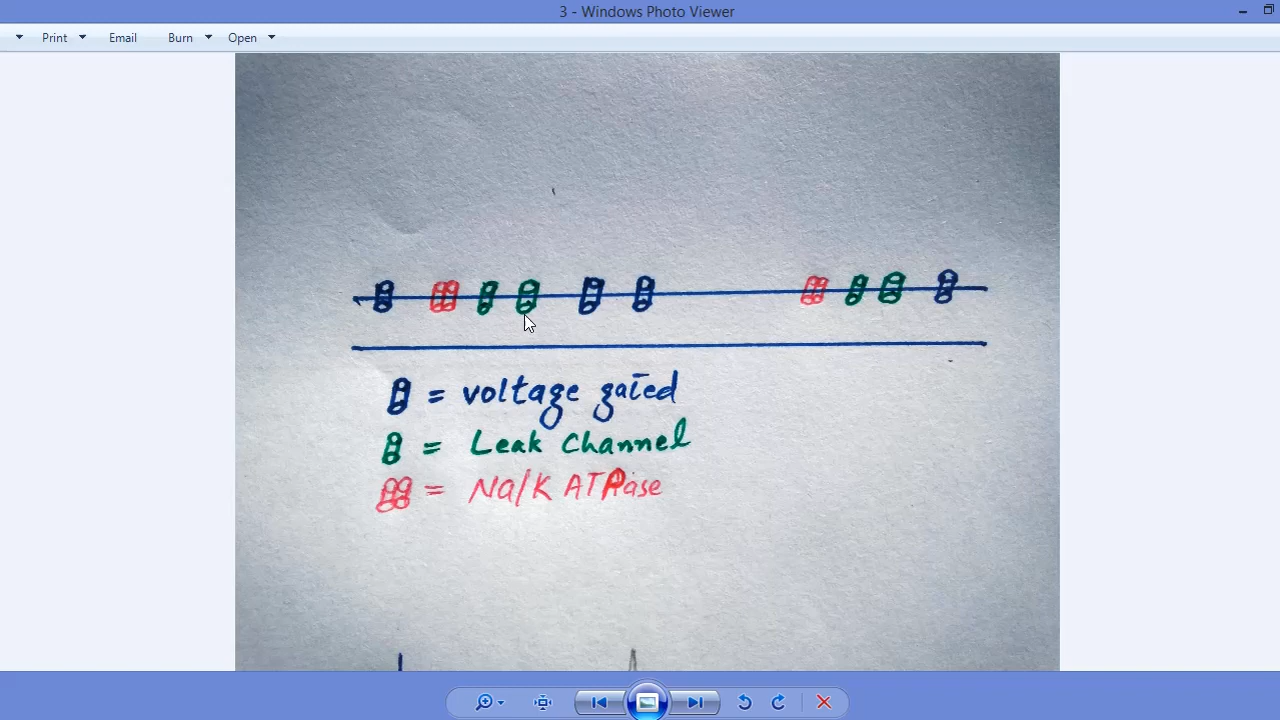 3 - Windows Photo Viewer
Print Email Burn Open
= voltage gated
= Leak Channel
= Na/K ATPase